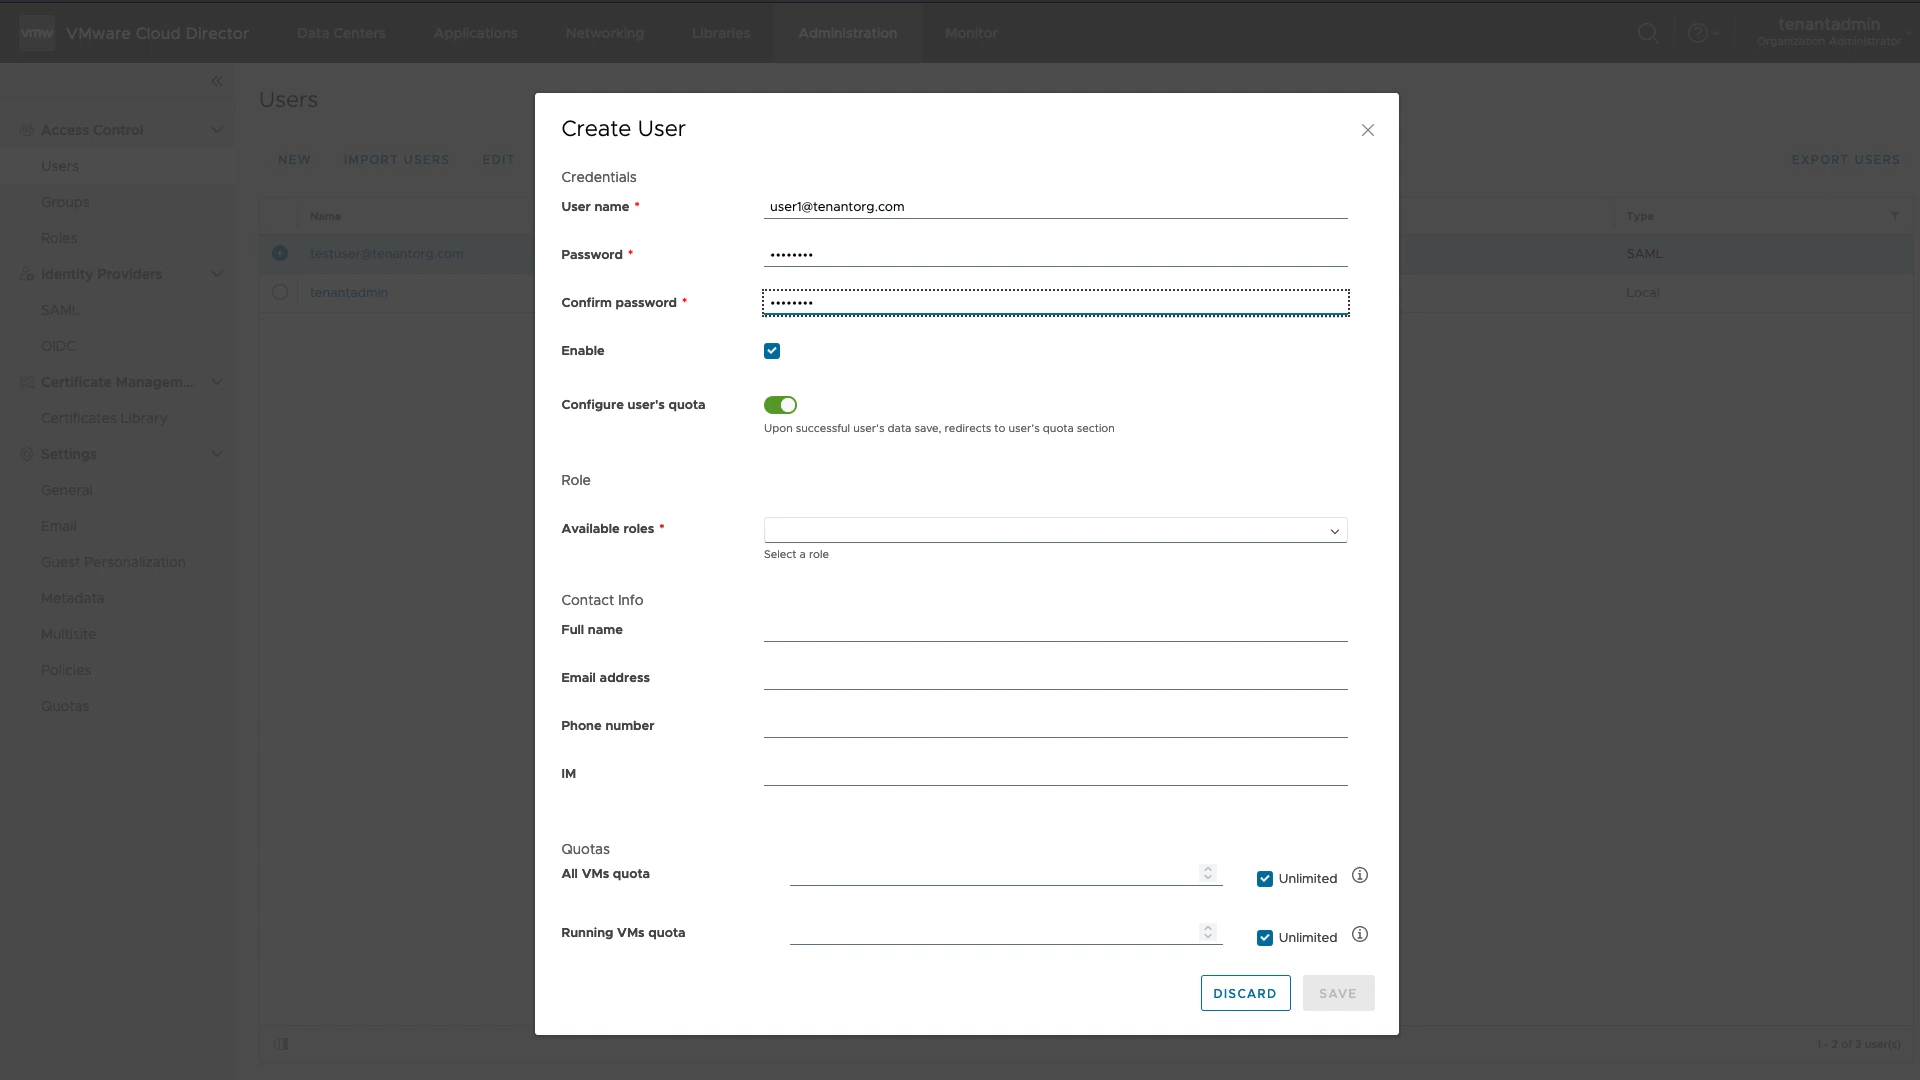 vmw VMware Cloud Director Data Centers Applications Networking Libraries Administration Monitor tenantadmin
Organization Administrator
Users
Access Control
Users
Groups
Roles
Identity Providers
SAML
OIDC
Certificate Managem...
Certificates Library
Settings
General
Email
Guest Personalization
Metadata
Multisite
Policies
Quotas
NEW IMPORT USERS EDIT EXPORT USERS
Name Type
testuser@tenantorg.com SAML
tenantadmin Local
Create User
Credentials
User name * user1@tenantorg.com
Password * ••••••••
Confirm password * ••••••••
Enable
Configure user's quota
Upon successful user's data save, redirects to user's quota section
Role
Available roles *
Select a role
Contact Info
Full name
Email address
Phone number
IM
Quotas
All VMs quota Unlimited
Running VMs quota Unlimited
DISCARD SAVE
1 - 2 of 2 user(s)